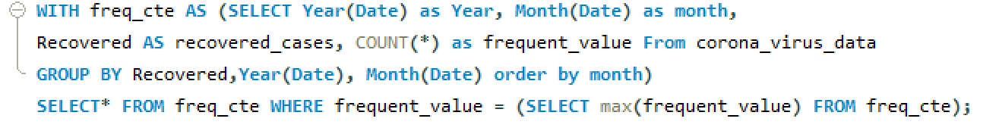 WITH freq_cte AS (SELECT Year(Date) as Year, Month(Date) as month,
Recovered AS recovered_cases, COUNT(*) as frequent_value From corona_virus_data
GROUP BY Recovered,Year(Date), Month(Date) order by month)
SELECT* FROM freq_cte WHERE frequent_value = (SELECT max(frequent_value) FROM freq_cte);